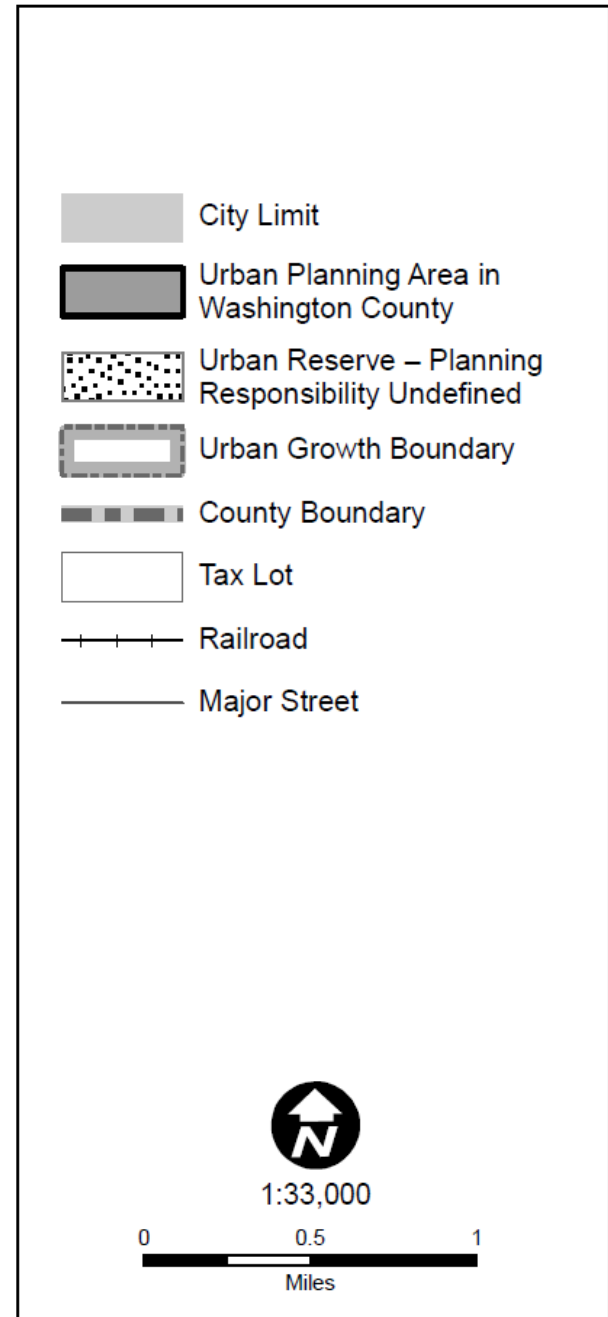 City Limit
Urban Planning Area in
Washington County
Urban Reserve – Planning
Responsibility Undefined
Urban Growth Boundary
County Boundary
Tax Lot
Railroad
Major Street
N
1:33,000
0 0.5 1
Miles